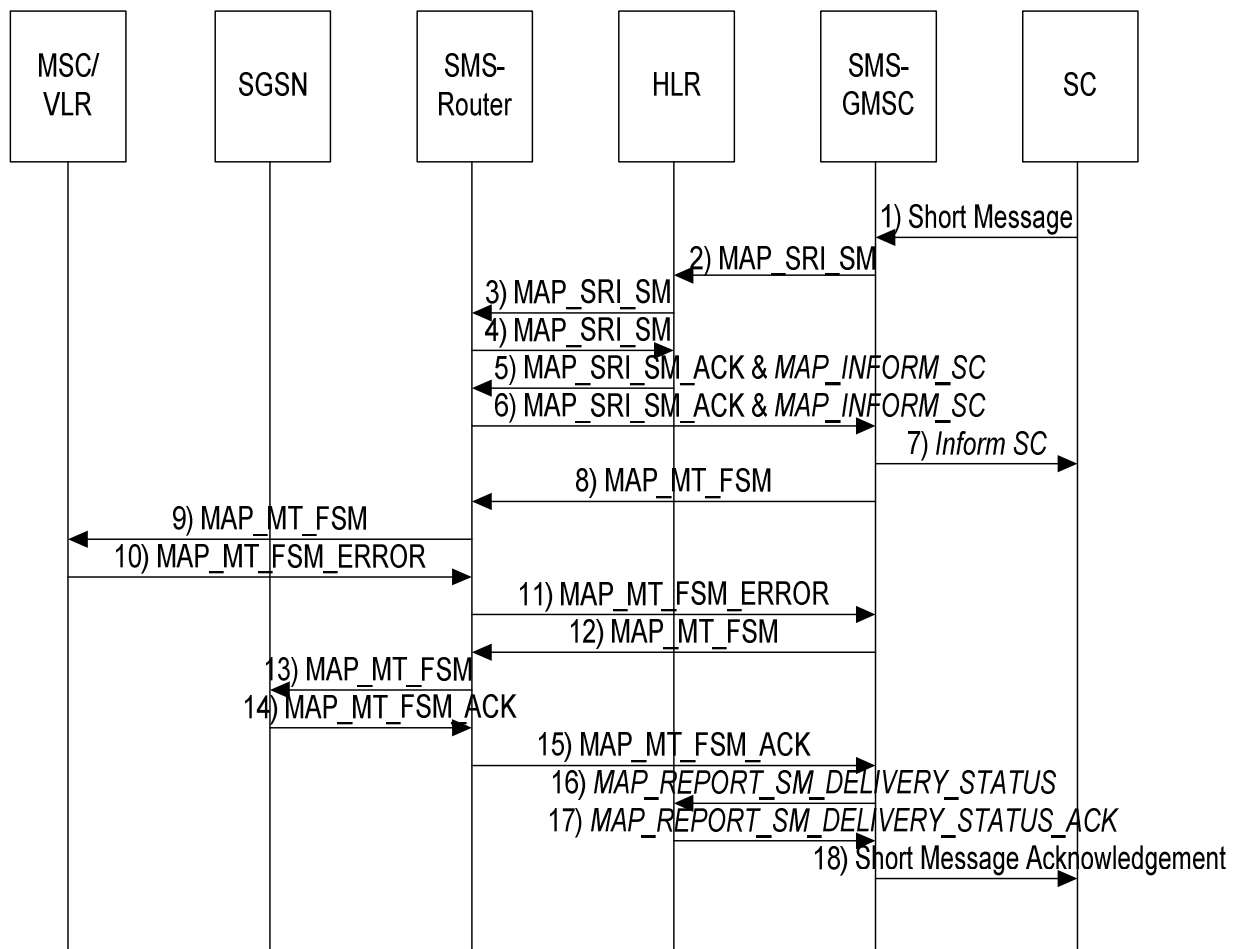 MSC/
VLR
SGSN
SMS-
Router
HLR
SMS-
GMSC
SC
1) Short Message
2) MAP_SRI_SM
3) MAP_SRI_SM
4) MAP_SRI_SM
5) MAP_SRI_SM_ACK & MAP_INFORM_SC
6) MAP_SRI_SM_ACK & MAP_INFORM_SC
7) Inform SC
8) MAP_MT_FSM
9) MAP_MT_FSM
10) MAP_MT_FSM_ERROR
11) MAP_MT_FSM_ERROR
12) MAP_MT_FSM
13) MAP_MT_FSM
14) MAP_MT_FSM_ACK
15) MAP_MT_FSM_ACK
16) MAP_REPORT_SM_DELIVERY_STATUS
17) MAP_REPORT_SM_DELIVERY_STATUS_ACK
18) Short Message Acknowledgement